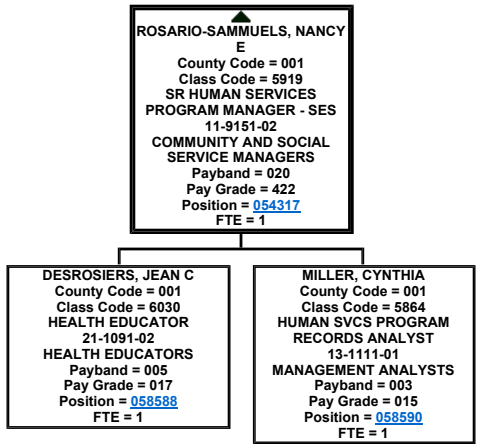 ROSARIO-SAMMUELS, NANCY
E
County Code = 001
Class Code = 5919
SR HUMAN SERVICES
PROGRAM MANAGER - SES
11-9151-02
COMMUNITY AND SOCIAL
SERVICE MANAGERS
Payband = 020
Pay Grade = 422
Position = 054317
FTE = 1
DESROSIERS, JEAN C
County Code = 001
Class Code = 6030
HEALTH EDUCATOR
21-1091-02
HEALTH EDUCATORS
Payband = 005
Pay Grade = 017
Position = 058588
FTE = 1
MILLER, CYNTHIA
County Code = 001
Class Code = 5864
HUMAN SVCS PROGRAM
RECORDS ANALYST
13-1111-01
MANAGEMENT ANALYSTS
Payband = 003
Pay Grade = 015
Position = 058590
FTE = 1